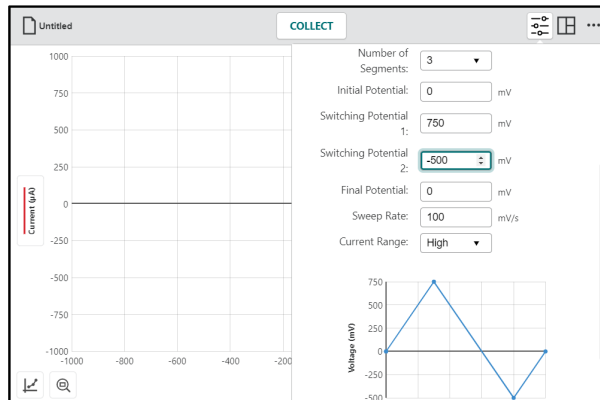 Untitled
COLLECT
Number of
Segments:
3
Initial Potential:
0
mV
Switching Potential
1:
750
mV
Switching Potential
2:
-500
mV
Final Potential:
0
mV
Sweep Rate:
100
mV/s
Current Range:
High
1000
750
500
250
0
-250
-500
-750
-1000
Current (µA)
-1000
-800
-600
-400
-200
750
500
250
0
-250
-500
Voltage (mV)